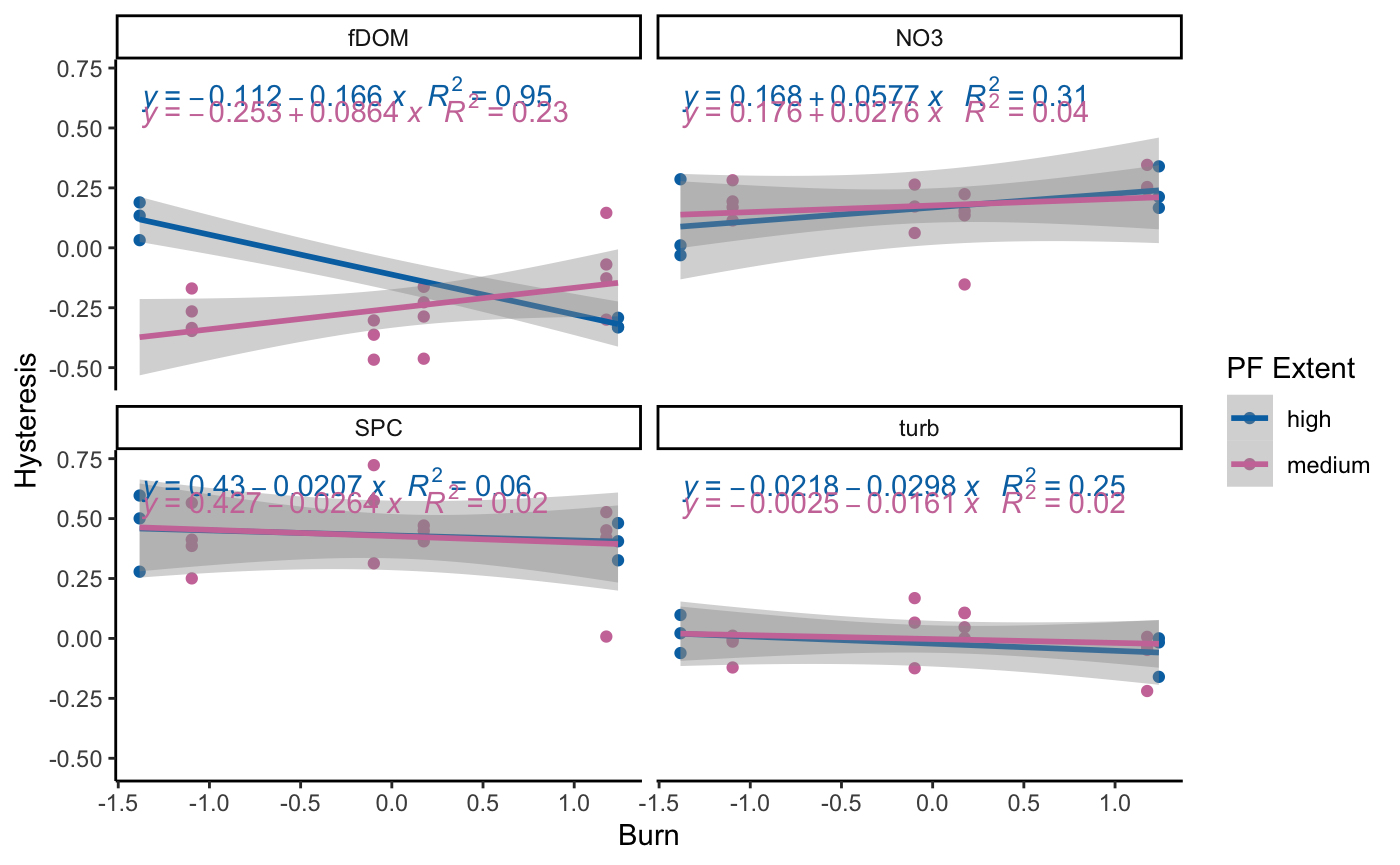 fDOM
NO3
y = −0.112 − 0.166 x R² = 0.95
y = −0.253 + 0.0864 x R² = 0.23
y = 0.168 + 0.0577 x R² = 0.31
y = 0.176 + 0.0276 x R² = 0.04
0.75
0.50
0.25
0.00
-0.25
-0.50
SPC
turb
y = 0.43 − 0.0207 x R² = 0.06
y = 0.427 − 0.0264 x R² = 0.02
y = −0.0218 − 0.0298 x R² = 0.25
y = −0.0025 − 0.0161 x R² = 0.02
0.75
0.50
0.25
0.00
-0.25
-0.50
-1.5 -1.0 -0.5 0.0 0.5 1.0
-1.5 -1.0 -0.5 0.0 0.5 1.0
Burn
Hysteresis
PF Extent
high
medium